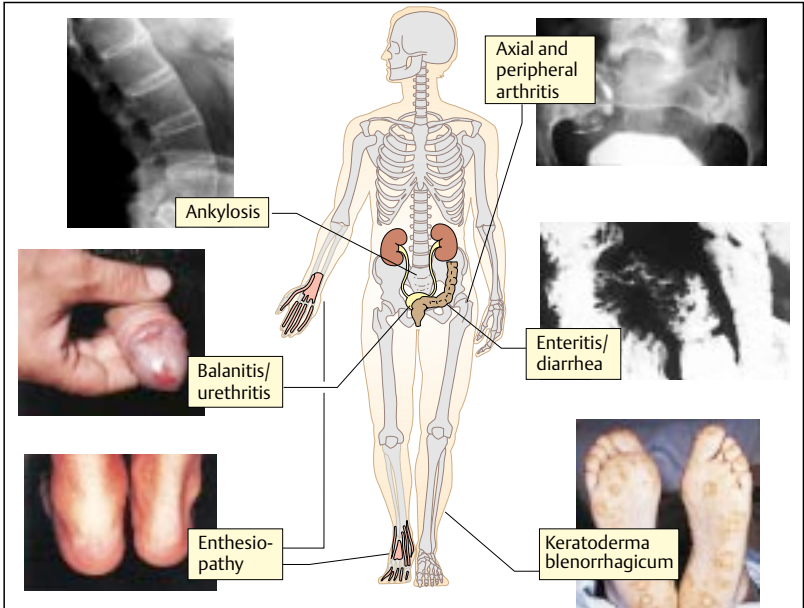 Axial and
peripheral
arthritis
Ankylosis
Balanitis/
urethritis
Enteritis/
diarrhea
Enthesio-
pathy
Keratoderma
blenorrhagicum